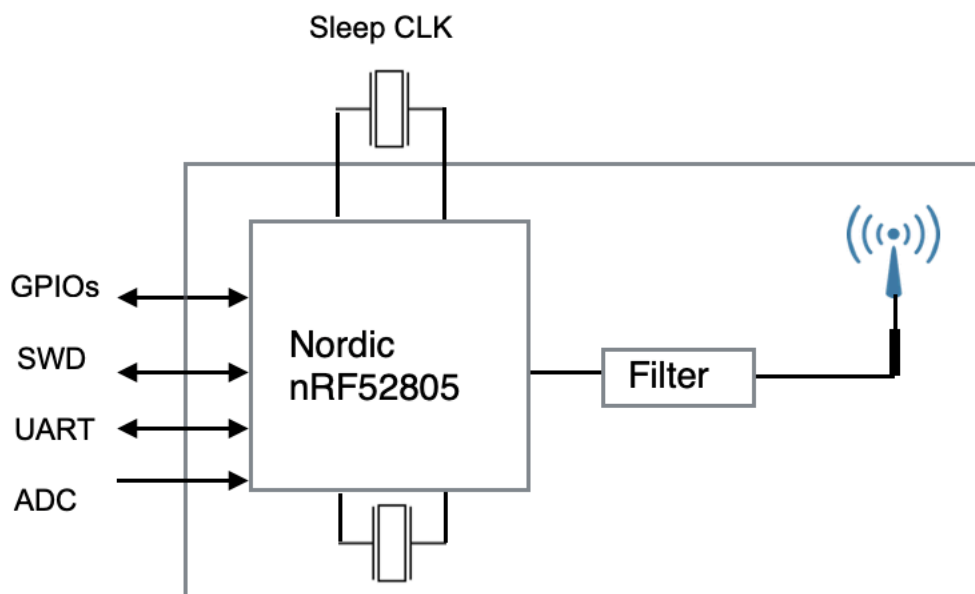 Sleep CLK
GPIOs
SWD
UART
ADC
Nordic
nRF52805
Filter